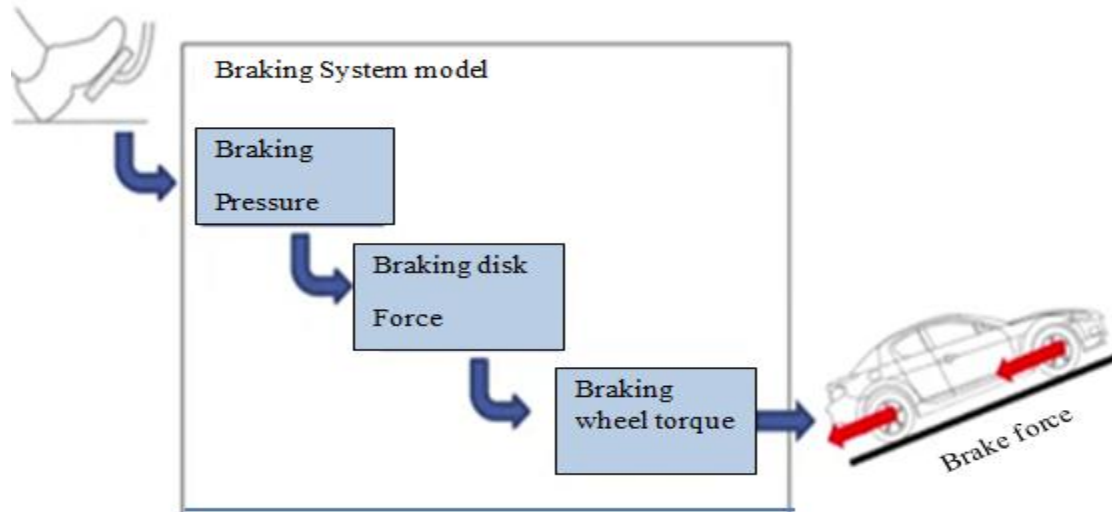 Braking System model
Braking
Pressure
Braking disk
Force
Braking
wheel torque
Brake force